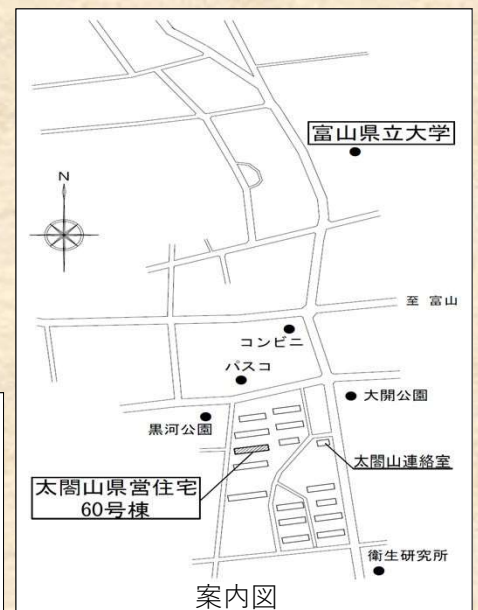 富山県立大学
N
至 富山
コンビニ
パスコ
大開公園
黒河公園
太閤山連絡室
太閤山県営住宅
60号棟
衛生研究所
案内図